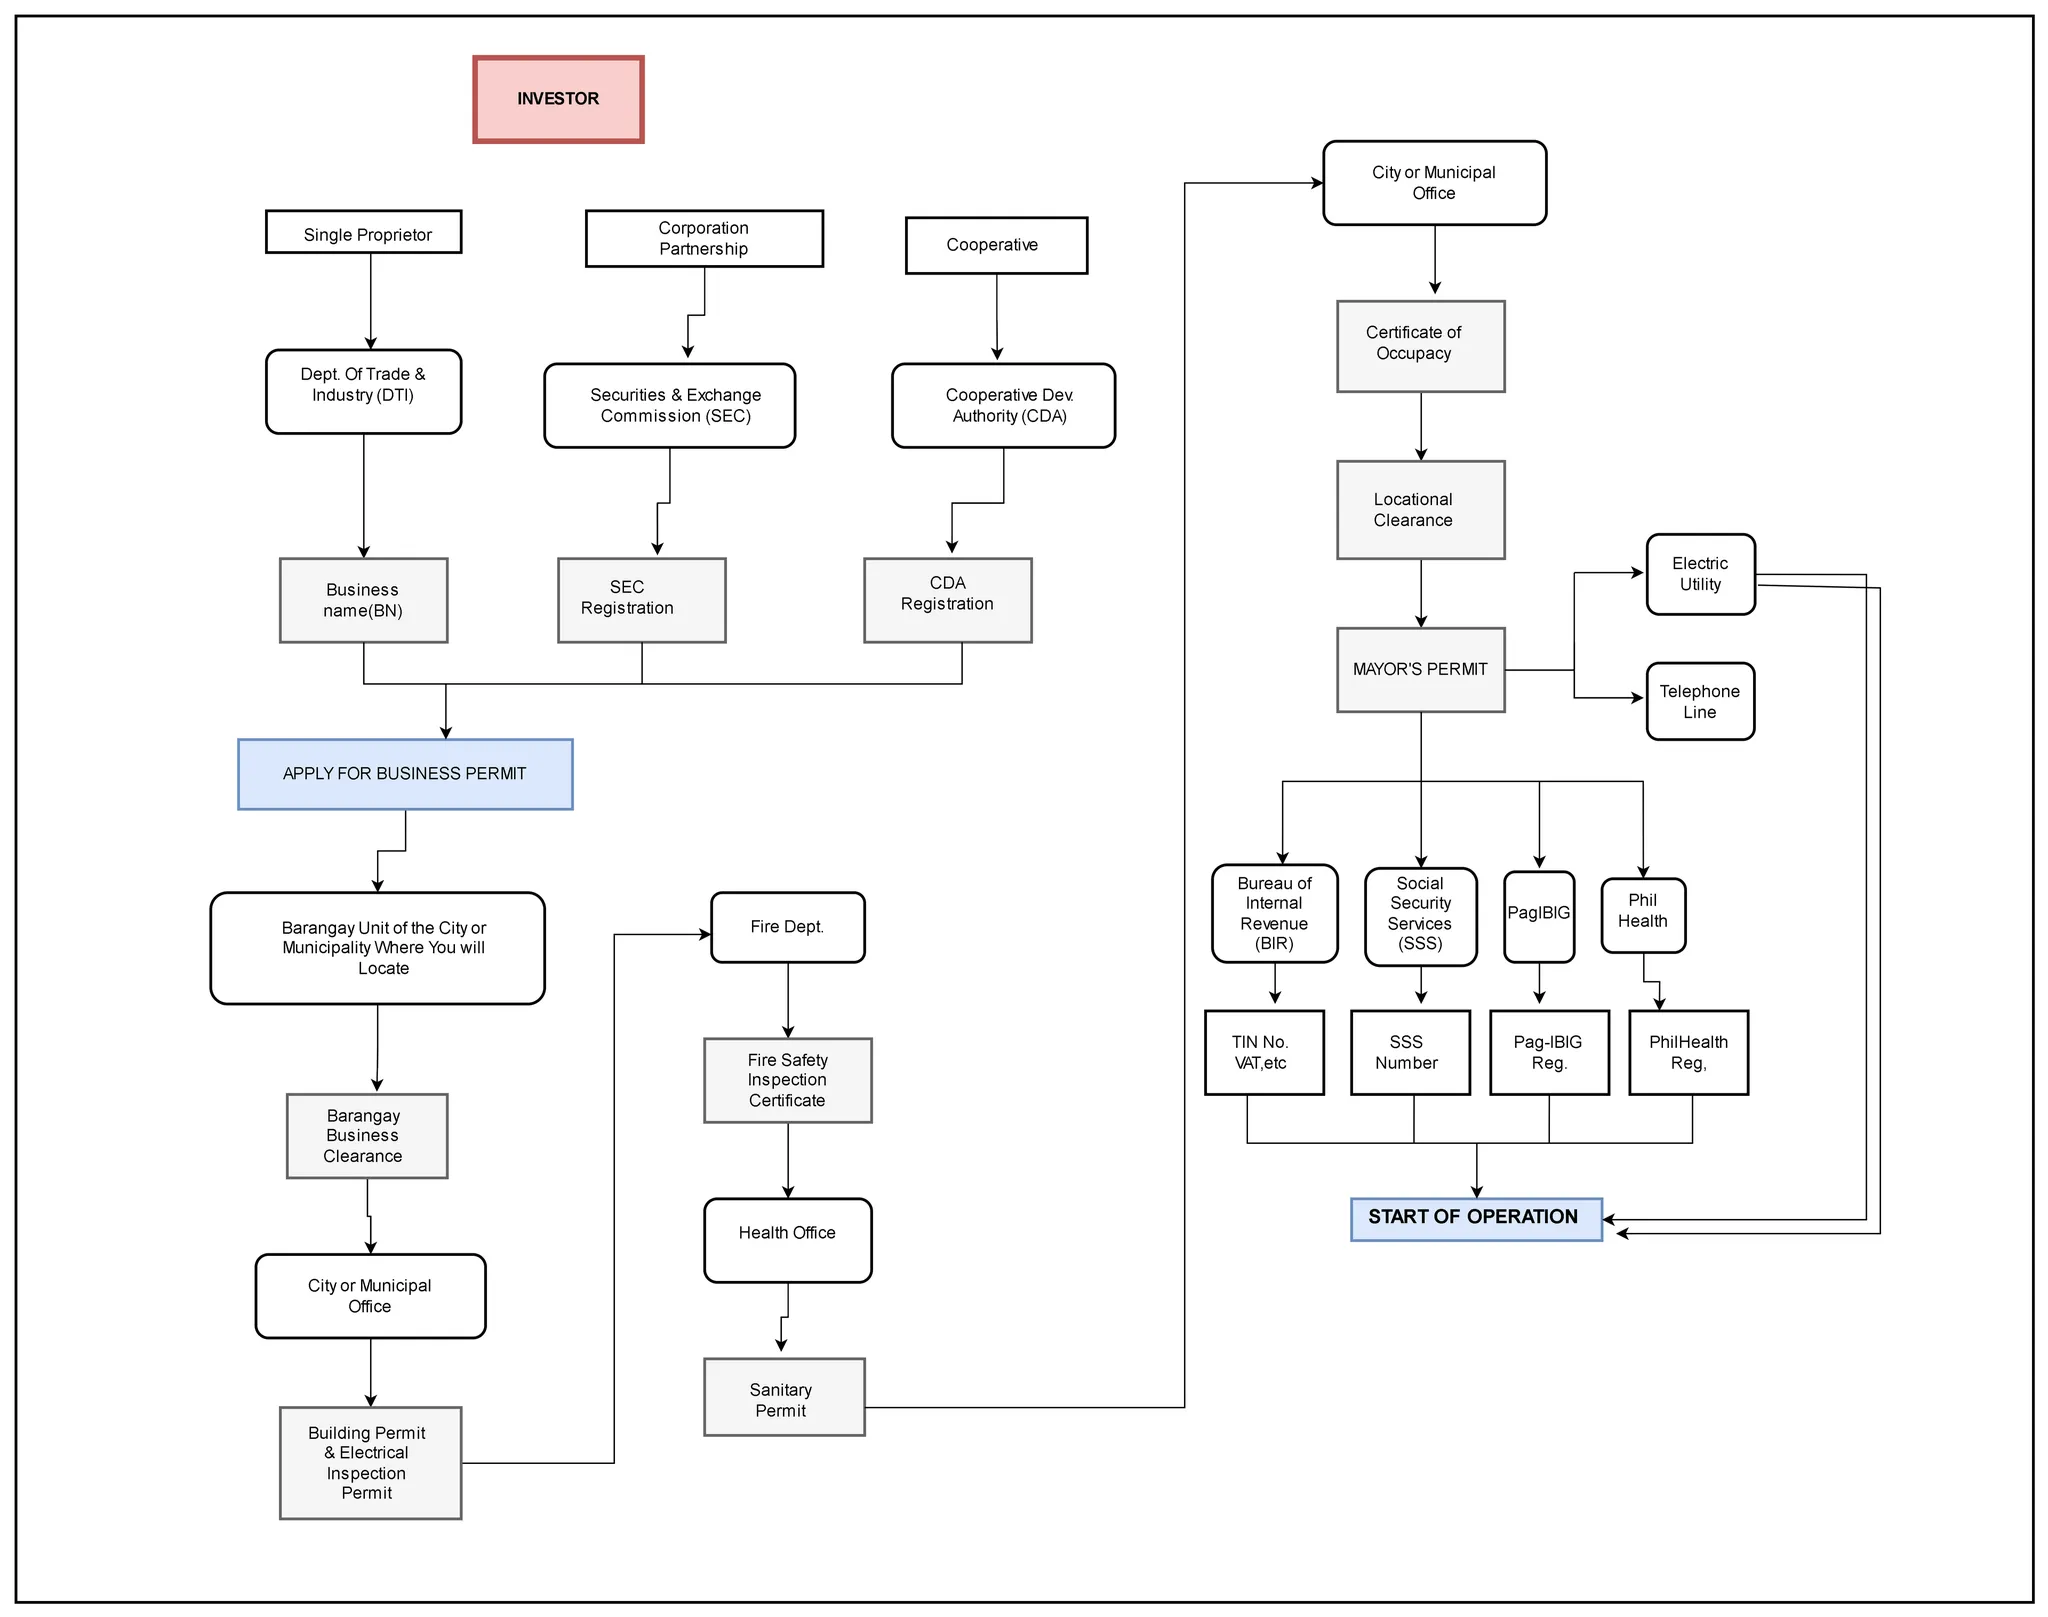 INVESTOR
Single Proprietor
Corporation
Partnership
Cooperative
Dept. Of Trade &
Industry (DTI)
Securities & Exchange
Commission (SEC)
Cooperative Dev.
Authority (CDA)
Business
name(BN)
SEC
Registration
CDA
Registration
APPLY FOR BUSINESS PERMIT
Barangay Unit of the City or
Municipality Where You will
Locate
Barangay
Business
Clearance
City or Municipal
Office
Building Permit
& Electrical
Inspection
Permit
Fire Dept.
Fire Safety
Inspection
Certificate
Health Office
Sanitary
Permit
City or Municipal
Office
Certificate of
Occupacy
Locational
Clearance
MAYOR'S PERMIT
Electric
Utility
Telephone
Line
Bureau of
Internal
Revenue
(BIR)
Social
Security
Services
(SSS)
PagIBIG
Phil
Health
TIN No.
VAT,etc
SSS
Number
Pag-IBIG
Reg.
PhilHealth
Reg,
START OF OPERATION